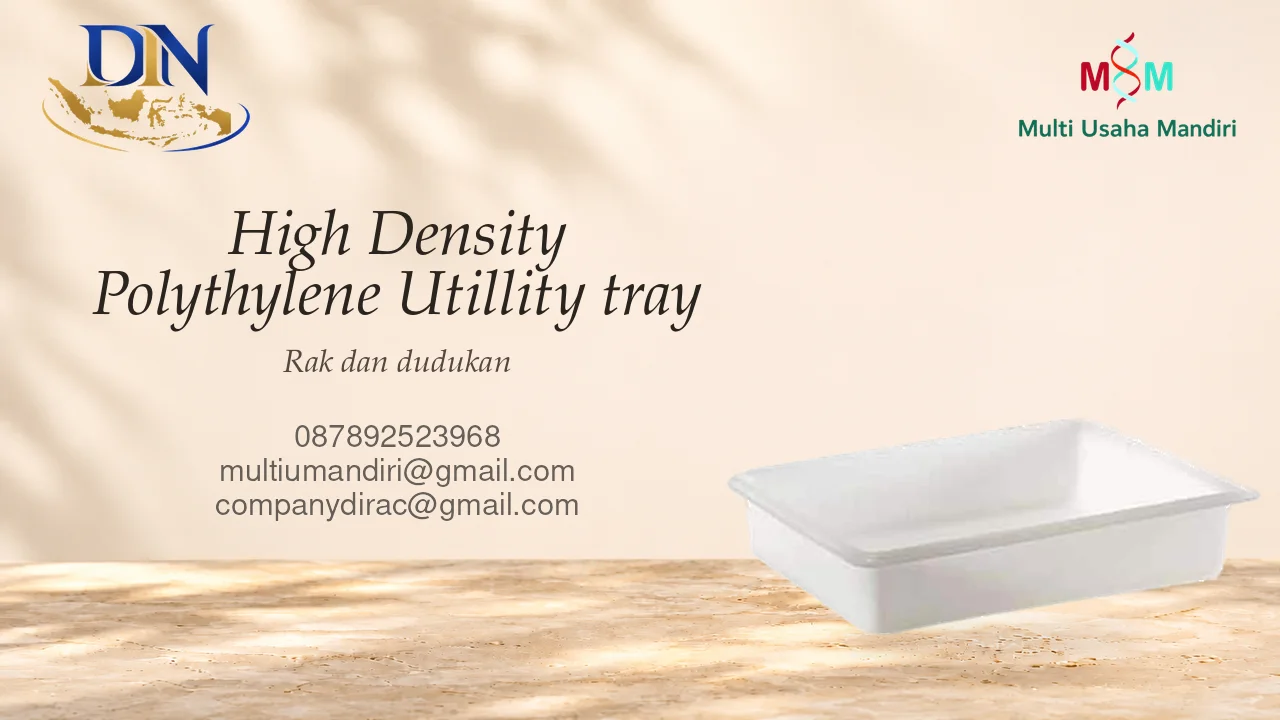 DN
M M
Multi Usaha Mandiri
High Density
Polythylene Utillity tray
Rak dan dudukan
087892523968
multiumandiri@gmail.com
companydirac@gmail.com